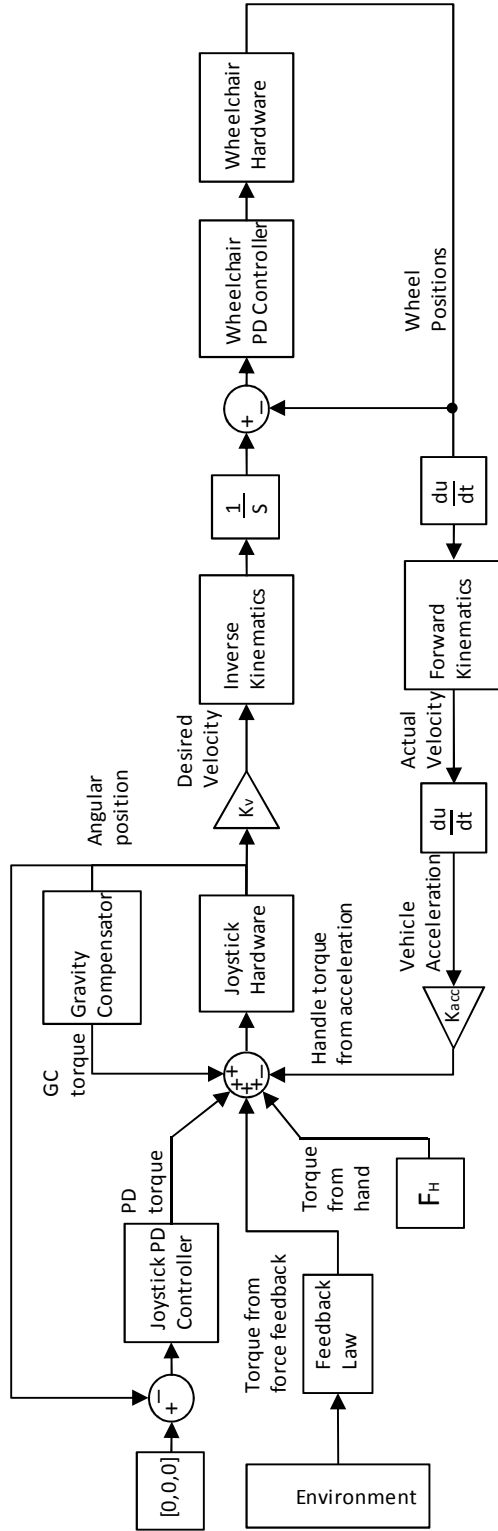 [0,0,0]
+
−
Joystick PD
Controller
PD
torque
GC
torque
Gravity
Compensator
Angular
position
Environment
Feedback
Law
Torque from
force feedback
FH
Torque
from
hand
+
+
+
+
−
Joystick
Hardware
Handle torque
from acceleration
Kv
Desired
Velocity
Inverse
Kinematics
1
S
+
−
Wheelchair
PD Controller
Wheelchair
Hardware
Wheel
Positions
du
dt
Forward
Kinematics
Actual
Velocity
du
dt
Vehicle
Acceleration
Kacc